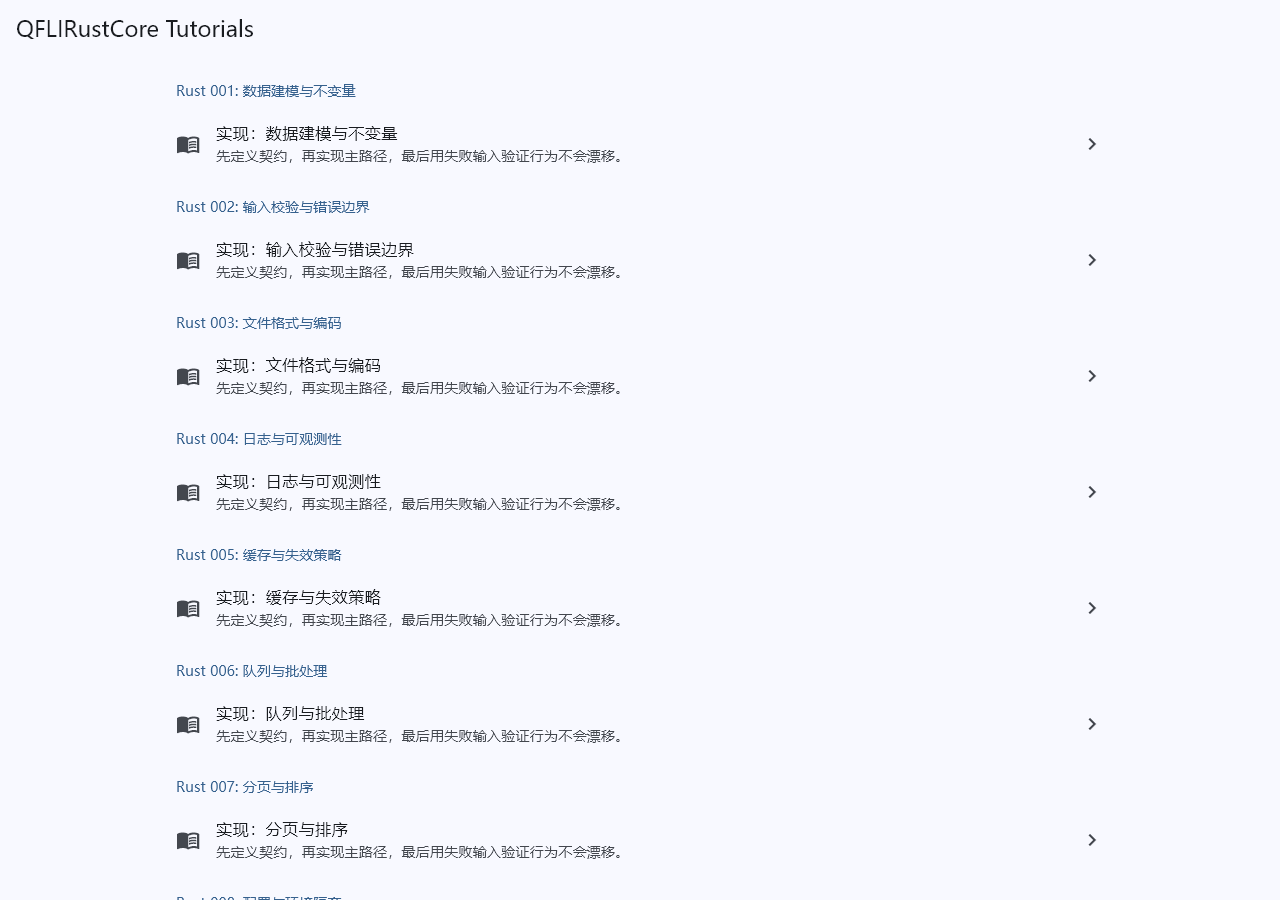 QFLIRustCore Tutorials
Rust 001: 数据建模与不变量
实现：数据建模与不变量
先定义契约，再实现主路径，最后用失败输入验证行为不会漂移。
Rust 002: 输入校验与错误边界
实现：输入校验与错误边界
先定义契约，再实现主路径，最后用失败输入验证行为不会漂移。
Rust 003: 文件格式与编码
实现：文件格式与编码
先定义契约，再实现主路径，最后用失败输入验证行为不会漂移。
Rust 004: 日志与可观测性
实现：日志与可观测性
先定义契约，再实现主路径，最后用失败输入验证行为不会漂移。
Rust 005: 缓存与失效策略
实现：缓存与失效策略
先定义契约，再实现主路径，最后用失败输入验证行为不会漂移。
Rust 006: 队列与批处理
实现：队列与批处理
先定义契约，再实现主路径，最后用失败输入验证行为不会漂移。
Rust 007: 分页与排序
实现：分页与排序
先定义契约，再实现主路径，最后用失败输入验证行为不会漂移。
Rust 008: